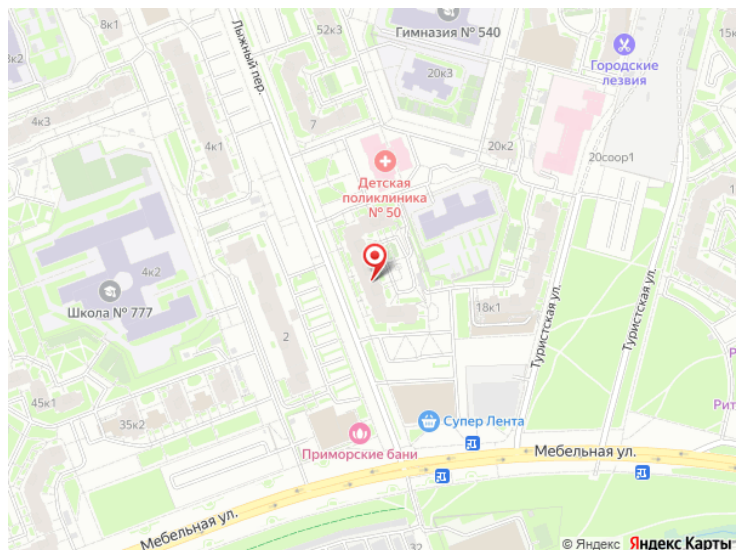 8к1
52к3
Гимназия № 540
15к
3к2
Лыжный пер.
Городские
лезвия
20к3
4к3
7
4к1
20к2
20соор1
Детская
поликлиника
№ 50
4к2
Школа № 777
18к1
Туристская ул.
Туристская ул.
2
Р
Рит
45к1
35к2
Супер Лента
Приморские бани
Мебельная ул.
Мебельная ул.
32
© Яндекс Яндекс Карты